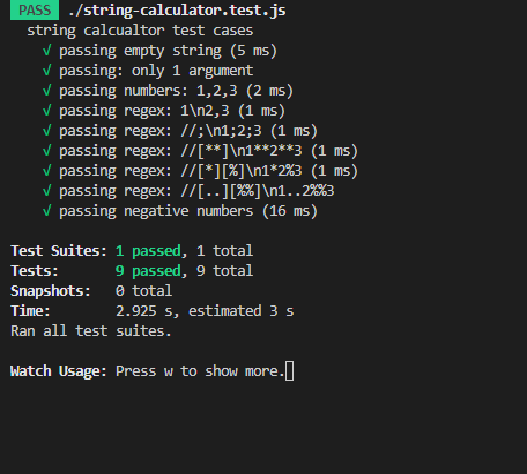 PASS ./string-calculator.test.js
string calcualtor test cases
√ passing empty string (5 ms)
√ passing: only 1 argument
√ passing numbers: 1,2,3 (2 ms)
√ passing regex: 1\n2,3 (1 ms)
√ passing regex: //;\n1;2;3 (1 ms)
√ passing regex: //[**]\n1**2**3 (1 ms)
√ passing regex: //[*][%]\n1*2%3 (1 ms)
√ passing regex: //[..][%%]\n1..2%%3
√ passing negative numbers (16 ms)
Test Suites: 1 passed, 1 total
Tests: 9 passed, 9 total
Snapshots: 0 total
Time: 2.925 s, estimated 3 s
Ran all test suites.
Watch Usage: Press w to show more.